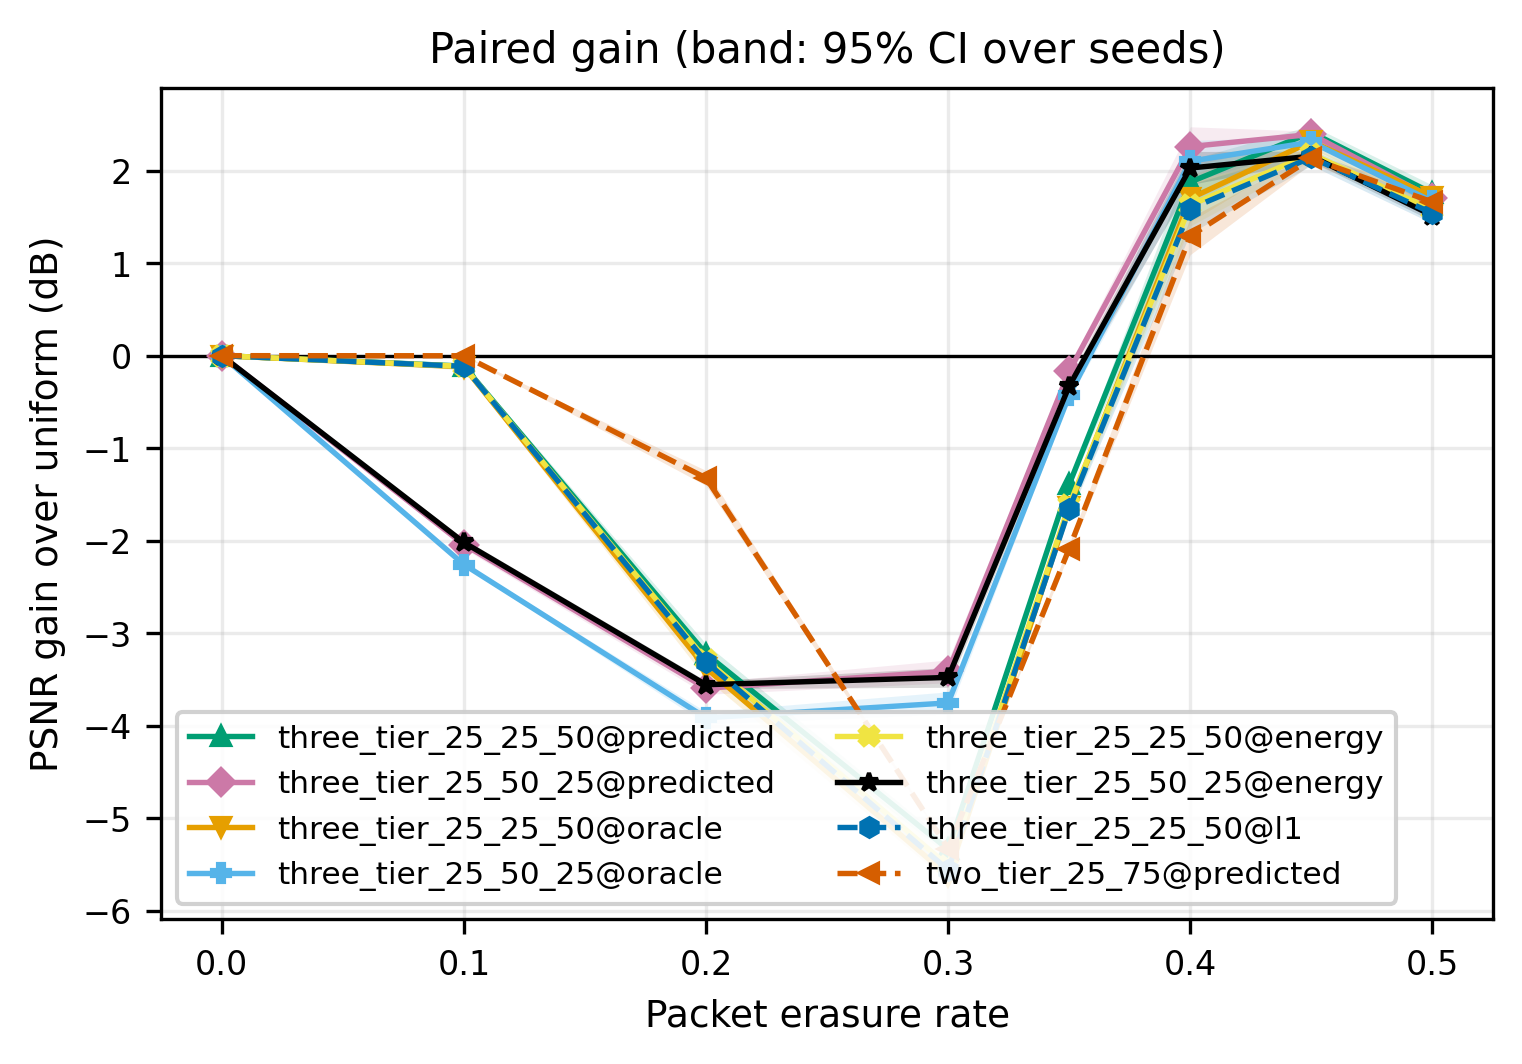 Paired gain (band: 95% CI over seeds)
PSNR gain over uniform (dB)
2
1
0
−1
−2
−3
−4
−5
−6
three_tier_25_25_50@predicted
three_tier_25_50_25@predicted
three_tier_25_25_50@oracle
three_tier_25_50_25@oracle
three_tier_25_25_50@energy
three_tier_25_50_25@energy
three_tier_25_25_50@l1
two_tier_25_75@predicted
0.0 0.1 0.2 0.3 0.4 0.5
Packet erasure rate